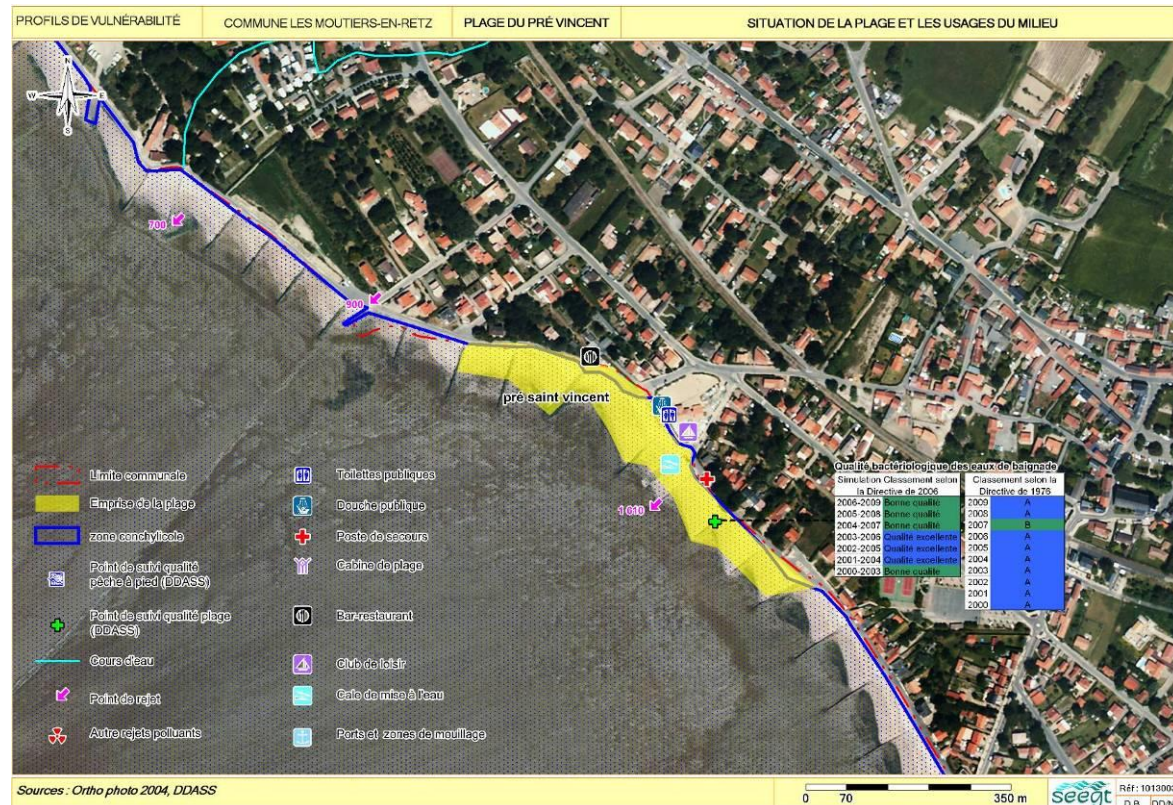 PROFILS DE VULNÉRABILITÉ
COMMUNE LES MOUTIERS-EN-RETZ
PLAGE DU PRÉ VINCENT
SITUATION DE LA PLAGE ET LES USAGES DU MILIEU
N
W E
S
700
900
pré saint vincent
1 010
Limite communale
Emprise de la plage
zone conchylicole
Point de suivi qualité
pêche à pied (DDASS)
Point de suivi qualité plage
(DDASS)
Cours d'eau
Point de rejet
Autre rejets polluants
Toilettes publiques
Douche publique
Poste de secours
Cabine de plage
Bar-restaurant
Club de loisir
Cale de mise à l'eau
Ports et zones de mouillage
Qualité bactériologique des eaux de baignade
Simulation Classement selon
la Directive de 2006
2006-2009 Bonne qualité
2005-2008 Bonne qualité
2004-2007 Bonne qualité
2003-2006 Qualité excellente
2002-2005 Qualité excellente
2001-2004 Qualité excellente
2000-2003 Bonne qualité
Classement selon la
Directive de 1976
2009 A
2008 A
2007 B
2006 A
2005 A
2004 A
2003 A
2002 A
2001 A
2000 A
Sources : Ortho photo 2004, DDASS
0 70 350 m
seegt
D.B.